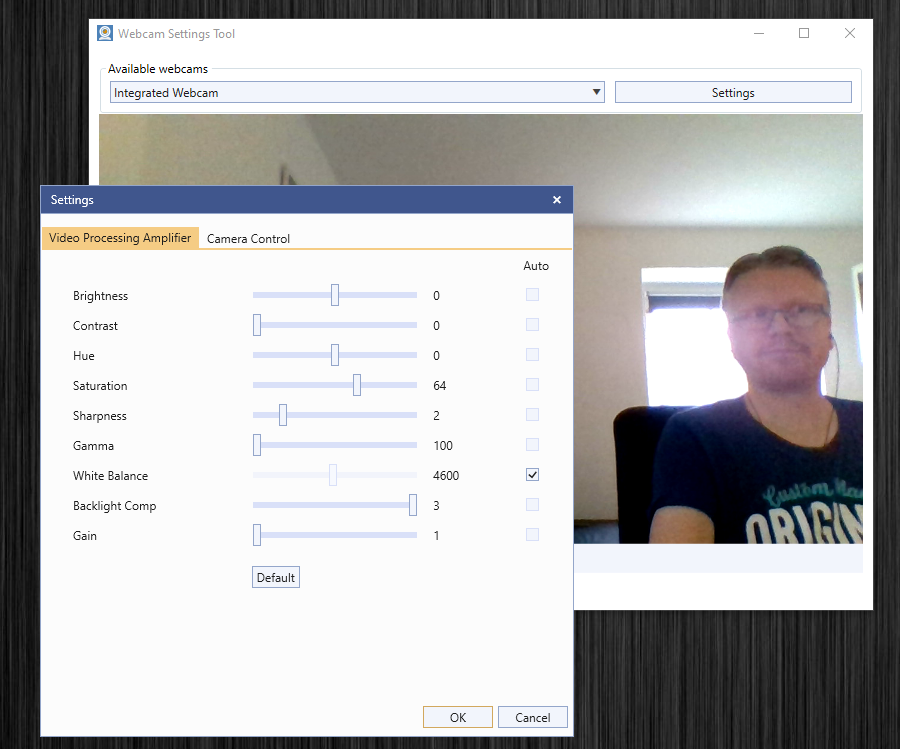 Webcam Settings Tool
Available webcams
Integrated Webcam
Settings
Settings
Video Processing Amplifier
Camera Control
Auto
Brightness 0
Contrast 0
Hue 0
Saturation 64
Sharpness 2
Gamma 100
White Balance 4600
Backlight Comp 3
Gain 1
Default
OK
Cancel
Custom
ORIGIN